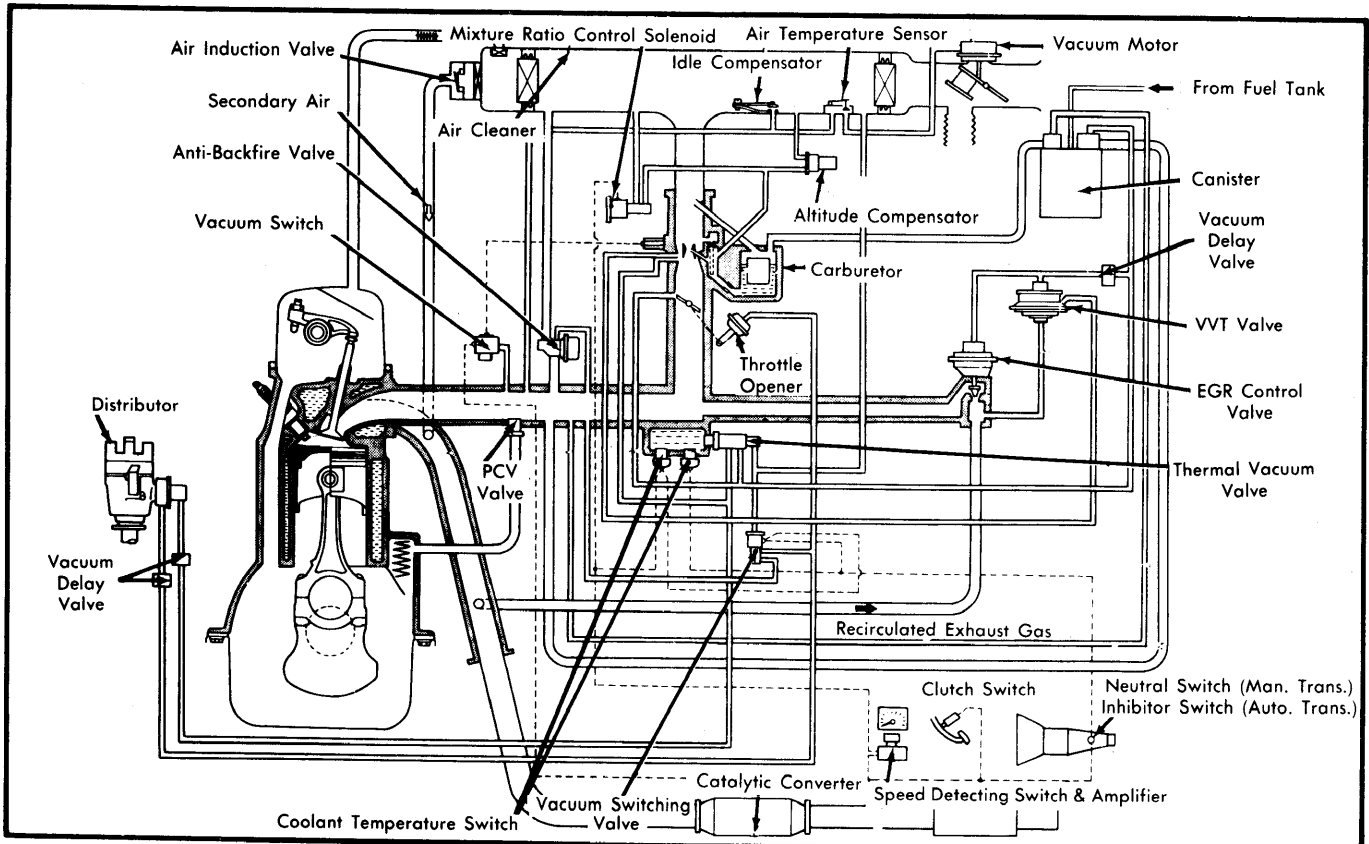 Air Induction Valve
Mixture Ratio Control Solenoid
Air Temperature Sensor
Vacuum Motor
Idle Compensator
Secondary Air
From Fuel Tank
Air Cleaner
Anti-Backfire Valve
Canister
Vacuum Switch
Altitude Compensator
Vacuum
Delay
Valve
Carburetor
VVT Valve
Throttle
Opener
EGR Control
Valve
Distributor
PCV
Valve
Thermal Vacuum
Valve
Vacuum
Delay
Valve
Recirculated Exhaust Gas
Clutch Switch
Neutral Switch (Man. Trans.)
Inhibitor Switch (Auto. Trans.)
Catalytic Converter
Speed Detecting Switch & Amplifier
Vacuum Switching
Valve
Coolant Temperature Switch